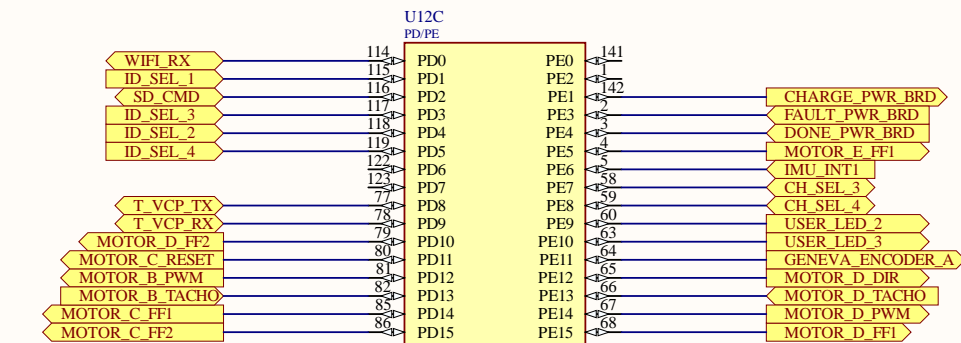 U12C
PD/PE
WIFI_RX 114 PD0 PE0 141
ID_SEL_1 115 PD1 PE2 1
SD_CMD 116 PD2 PE1 142 CHARGE_PWR_BRD
ID_SEL_3 117 PD3 PE3 2 FAULT_PWR_BRD
ID_SEL_2 118 PD4 PE4 3 DONE_PWR_BRD
ID_SEL_4 119 PD5 PE5 4 MOTOR_E_FF1
122 PD6 PE6 5 IMU_INT1
123 PD7 PE7 58 CH_SEL_3
T_VCP_TX 77 PD8 PE8 59 CH_SEL_4
T_VCP_RX 78 PD9 PE9 60 USER_LED_2
MOTOR_D_FF2 79 PD10 PE10 63 USER_LED_3
MOTOR_C_RESET 80 PD11 PE11 64 GENEVA_ENCODER_A
MOTOR_B_PWM 81 PD12 PE12 65 MOTOR_D_DIR
MOTOR_B_TACHO 82 PD13 PE13 66 MOTOR_D_TACHO
MOTOR_C_FF1 85 PD14 PE14 67 MOTOR_D_PWM
MOTOR_C_FF2 86 PD15 PE15 68 MOTOR_D_FF1